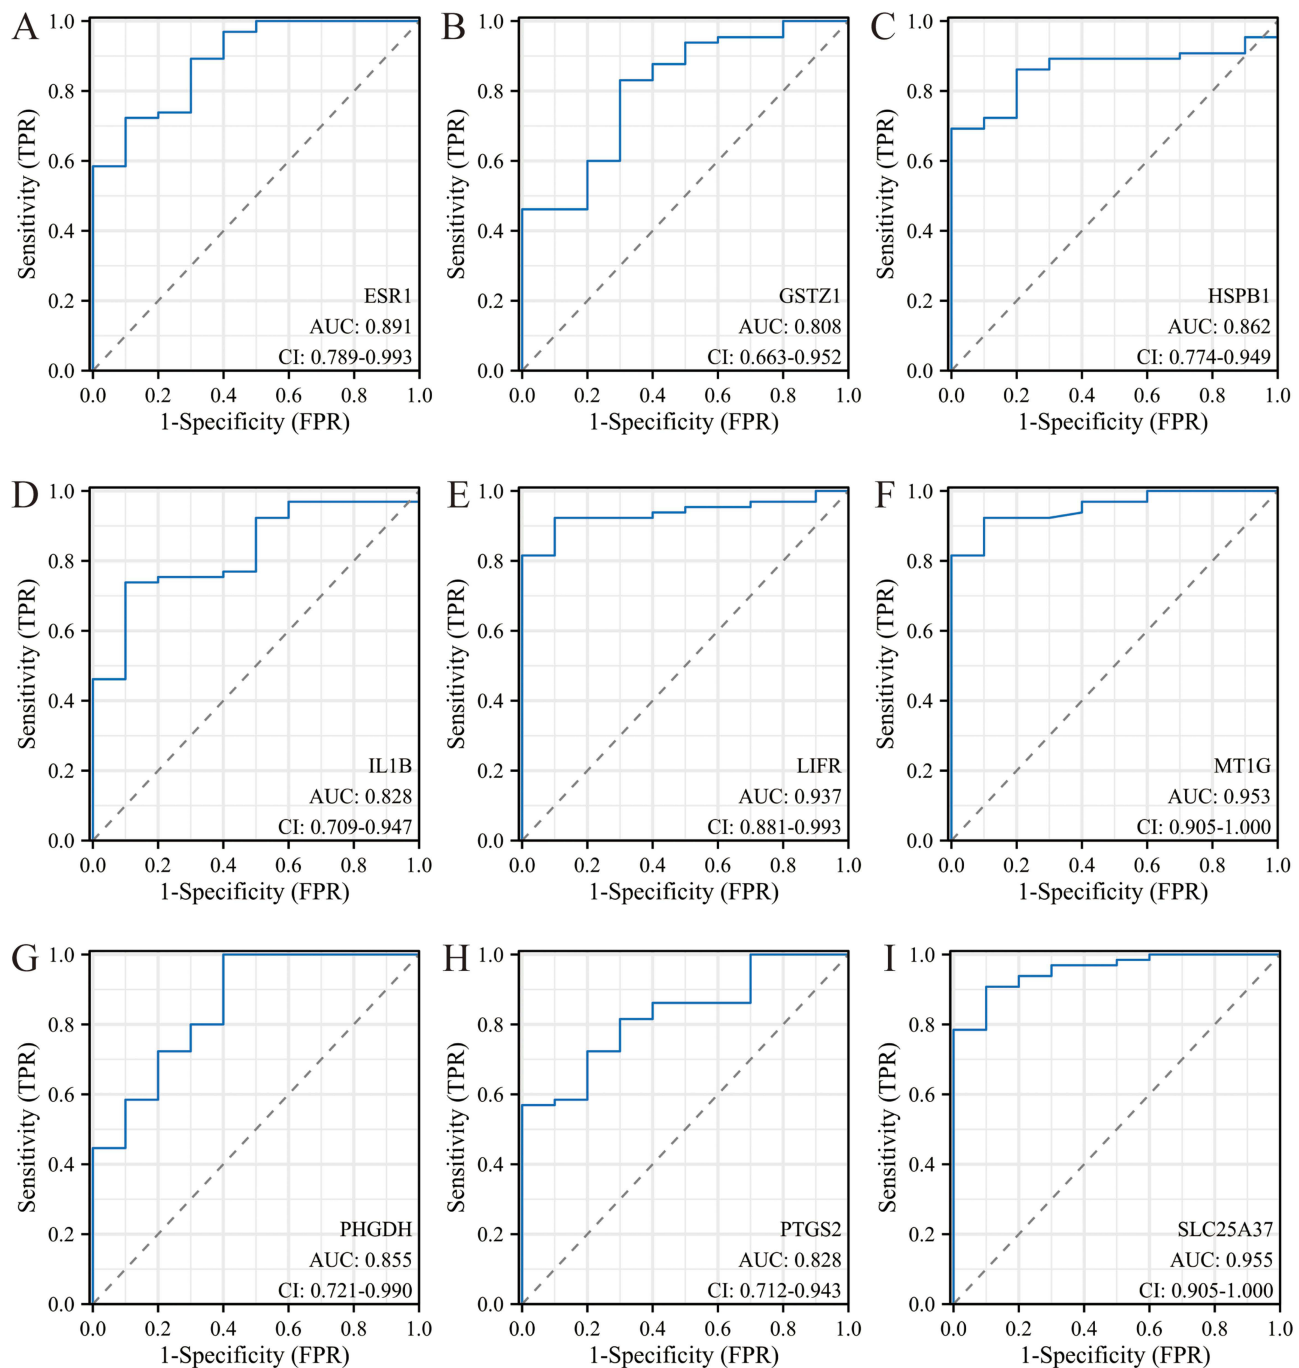 A
Sensitivity (TPR)
1.0
0.8
0.6
0.4
0.2
0.0
ESR1
AUC: 0.891
CI: 0.789-0.993
0.0 0.2 0.4 0.6 0.8 1.0
1-Specificity (FPR)
B
Sensitivity (TPR)
1.0
0.8
0.6
0.4
0.2
0.0
GSTZ1
AUC: 0.808
CI: 0.663-0.952
0.0 0.2 0.4 0.6 0.8 1.0
1-Specificity (FPR)
C
Sensitivity (TPR)
1.0
0.8
0.6
0.4
0.2
0.0
HSPB1
AUC: 0.862
CI: 0.774-0.949
0.0 0.2 0.4 0.6 0.8 1.0
1-Specificity (FPR)
D
Sensitivity (TPR)
1.0
0.8
0.6
0.4
0.2
0.0
IL1B
AUC: 0.828
CI: 0.709-0.947
0.0 0.2 0.4 0.6 0.8 1.0
1-Specificity (FPR)
E
Sensitivity (TPR)
1.0
0.8
0.6
0.4
0.2
0.0
LIFR
AUC: 0.937
CI: 0.881-0.993
0.0 0.2 0.4 0.6 0.8 1.0
1-Specificity (FPR)
F
Sensitivity (TPR)
1.0
0.8
0.6
0.4
0.2
0.0
MT1G
AUC: 0.953
CI: 0.905-1.000
0.0 0.2 0.4 0.6 0.8 1.0
1-Specificity (FPR)
G
Sensitivity (TPR)
1.0
0.8
0.6
0.4
0.2
0.0
PHGDH
AUC: 0.855
CI: 0.721-0.990
0.0 0.2 0.4 0.6 0.8 1.0
1-Specificity (FPR)
H
Sensitivity (TPR)
1.0
0.8
0.6
0.4
0.2
0.0
PTGS2
AUC: 0.828
CI: 0.712-0.943
0.0 0.2 0.4 0.6 0.8 1.0
1-Specificity (FPR)
I
Sensitivity (TPR)
1.0
0.8
0.6
0.4
0.2
0.0
SLC25A37
AUC: 0.955
CI: 0.905-1.000
0.0 0.2 0.4 0.6 0.8 1.0
1-Specificity (FPR)